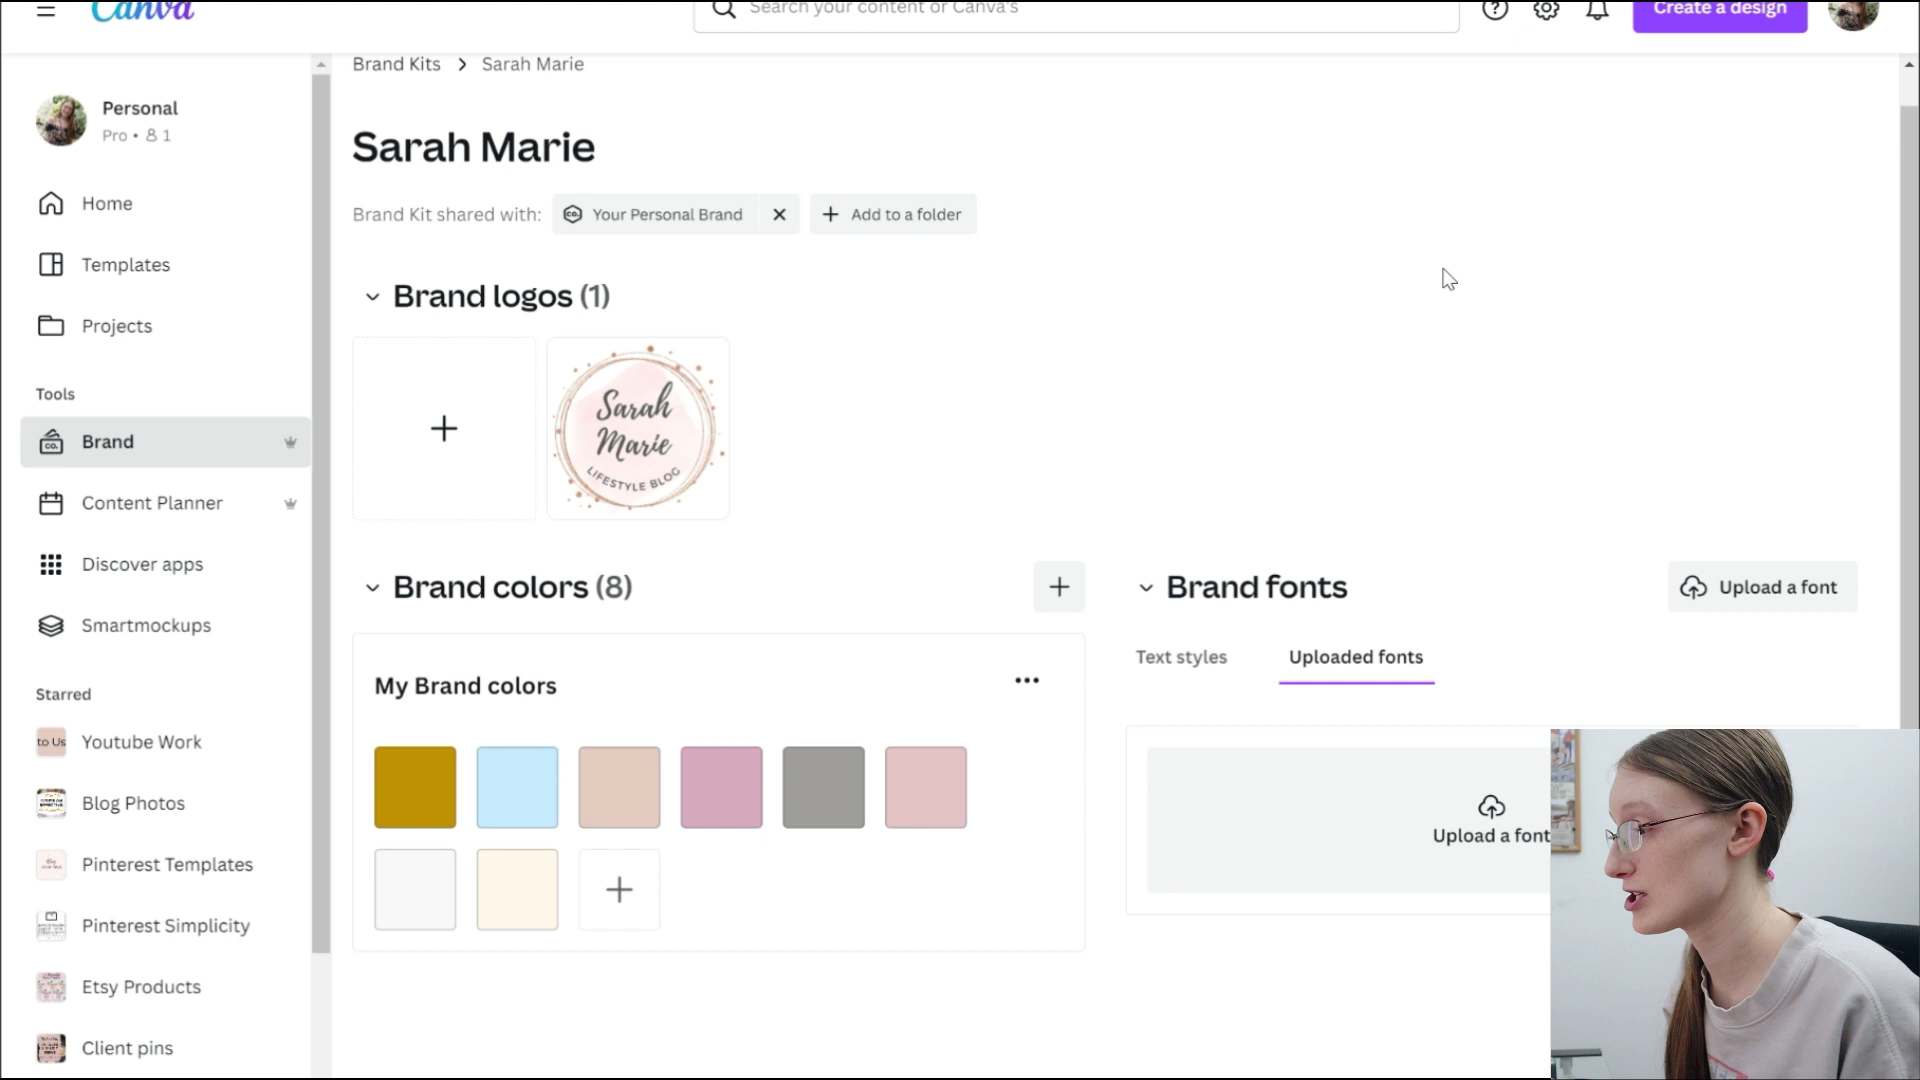 Canva
Search your content or Canva's
Create a design
Brand Kits
Sarah Marie
Personal
Pro • 1
Sarah Marie
Home
Brand Kit shared with:
Your Personal Brand
Add to a folder
Templates
Brand logos (1)
Projects
Tools
Sarah
Marie
LIFESTYLE BLOG
CO.
Brand
Content Planner
Discover apps
Brand colors (8)
Brand fonts
Upload a font
Smartmockups
Text styles
Uploaded fonts
My Brand colors
Starred
to Us
Youtube Work
Blog Photos
Upload a font
Pinterest Templates
Pinterest Simplicity
Etsy Products
Client pins